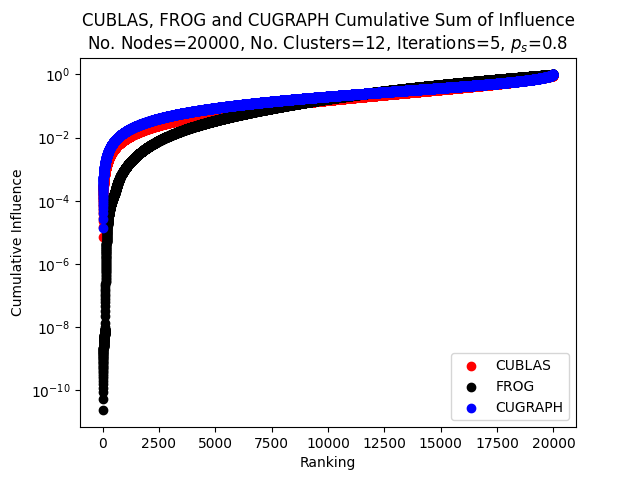 CUBLAS, FROG and CUGRAPH Cumulative Sum of Influence
No. Nodes=20000, No. Clusters=12, Iterations=5, $p_s$=0.8
Cumulative Influence
10⁰
10⁻²
10⁻⁴
10⁻⁶
10⁻⁸
10⁻¹⁰
CUBLAS
FROG
CUGRAPH
0 2500 5000 7500 10000 12500 15000 17500 20000
Ranking